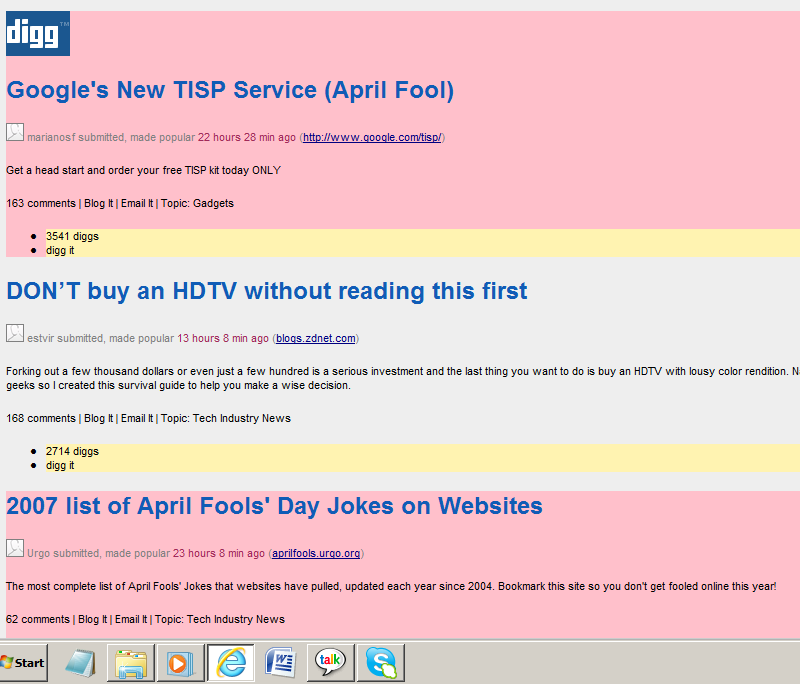 digg™
Google's New TISP Service (April Fool)
marianosf submitted, made popular 22 hours 28 min ago (http://www.google.com/tisp/)
Get a head start and order your free TISP kit today ONLY
163 comments | Blog It | Email It | Topic: Gadgets
3541 diggs
digg it
DON’T buy an HDTV without reading this first
estvir submitted, made popular 13 hours 8 min ago (blogs.zdnet.com)
Forking out a few thousand dollars or even just a few hundred is a serious investment and the last thing you want to do is buy an HDTV with lousy color rendition.
geeks so I created this survival guide to help you make a wise decision.
168 comments | Blog It | Email It | Topic: Tech Industry News
2714 diggs
digg it
2007 list of April Fools' Day Jokes on Websites
Urgo submitted, made popular 23 hours 8 min ago (aprilfools.urgo.org)
The most complete list of April Fools' Jokes that websites have pulled, updated each year since 2004. Bookmark this site so you don't get fooled online this year!
62 comments | Blog It | Email It | Topic: Tech Industry News
Start
talk